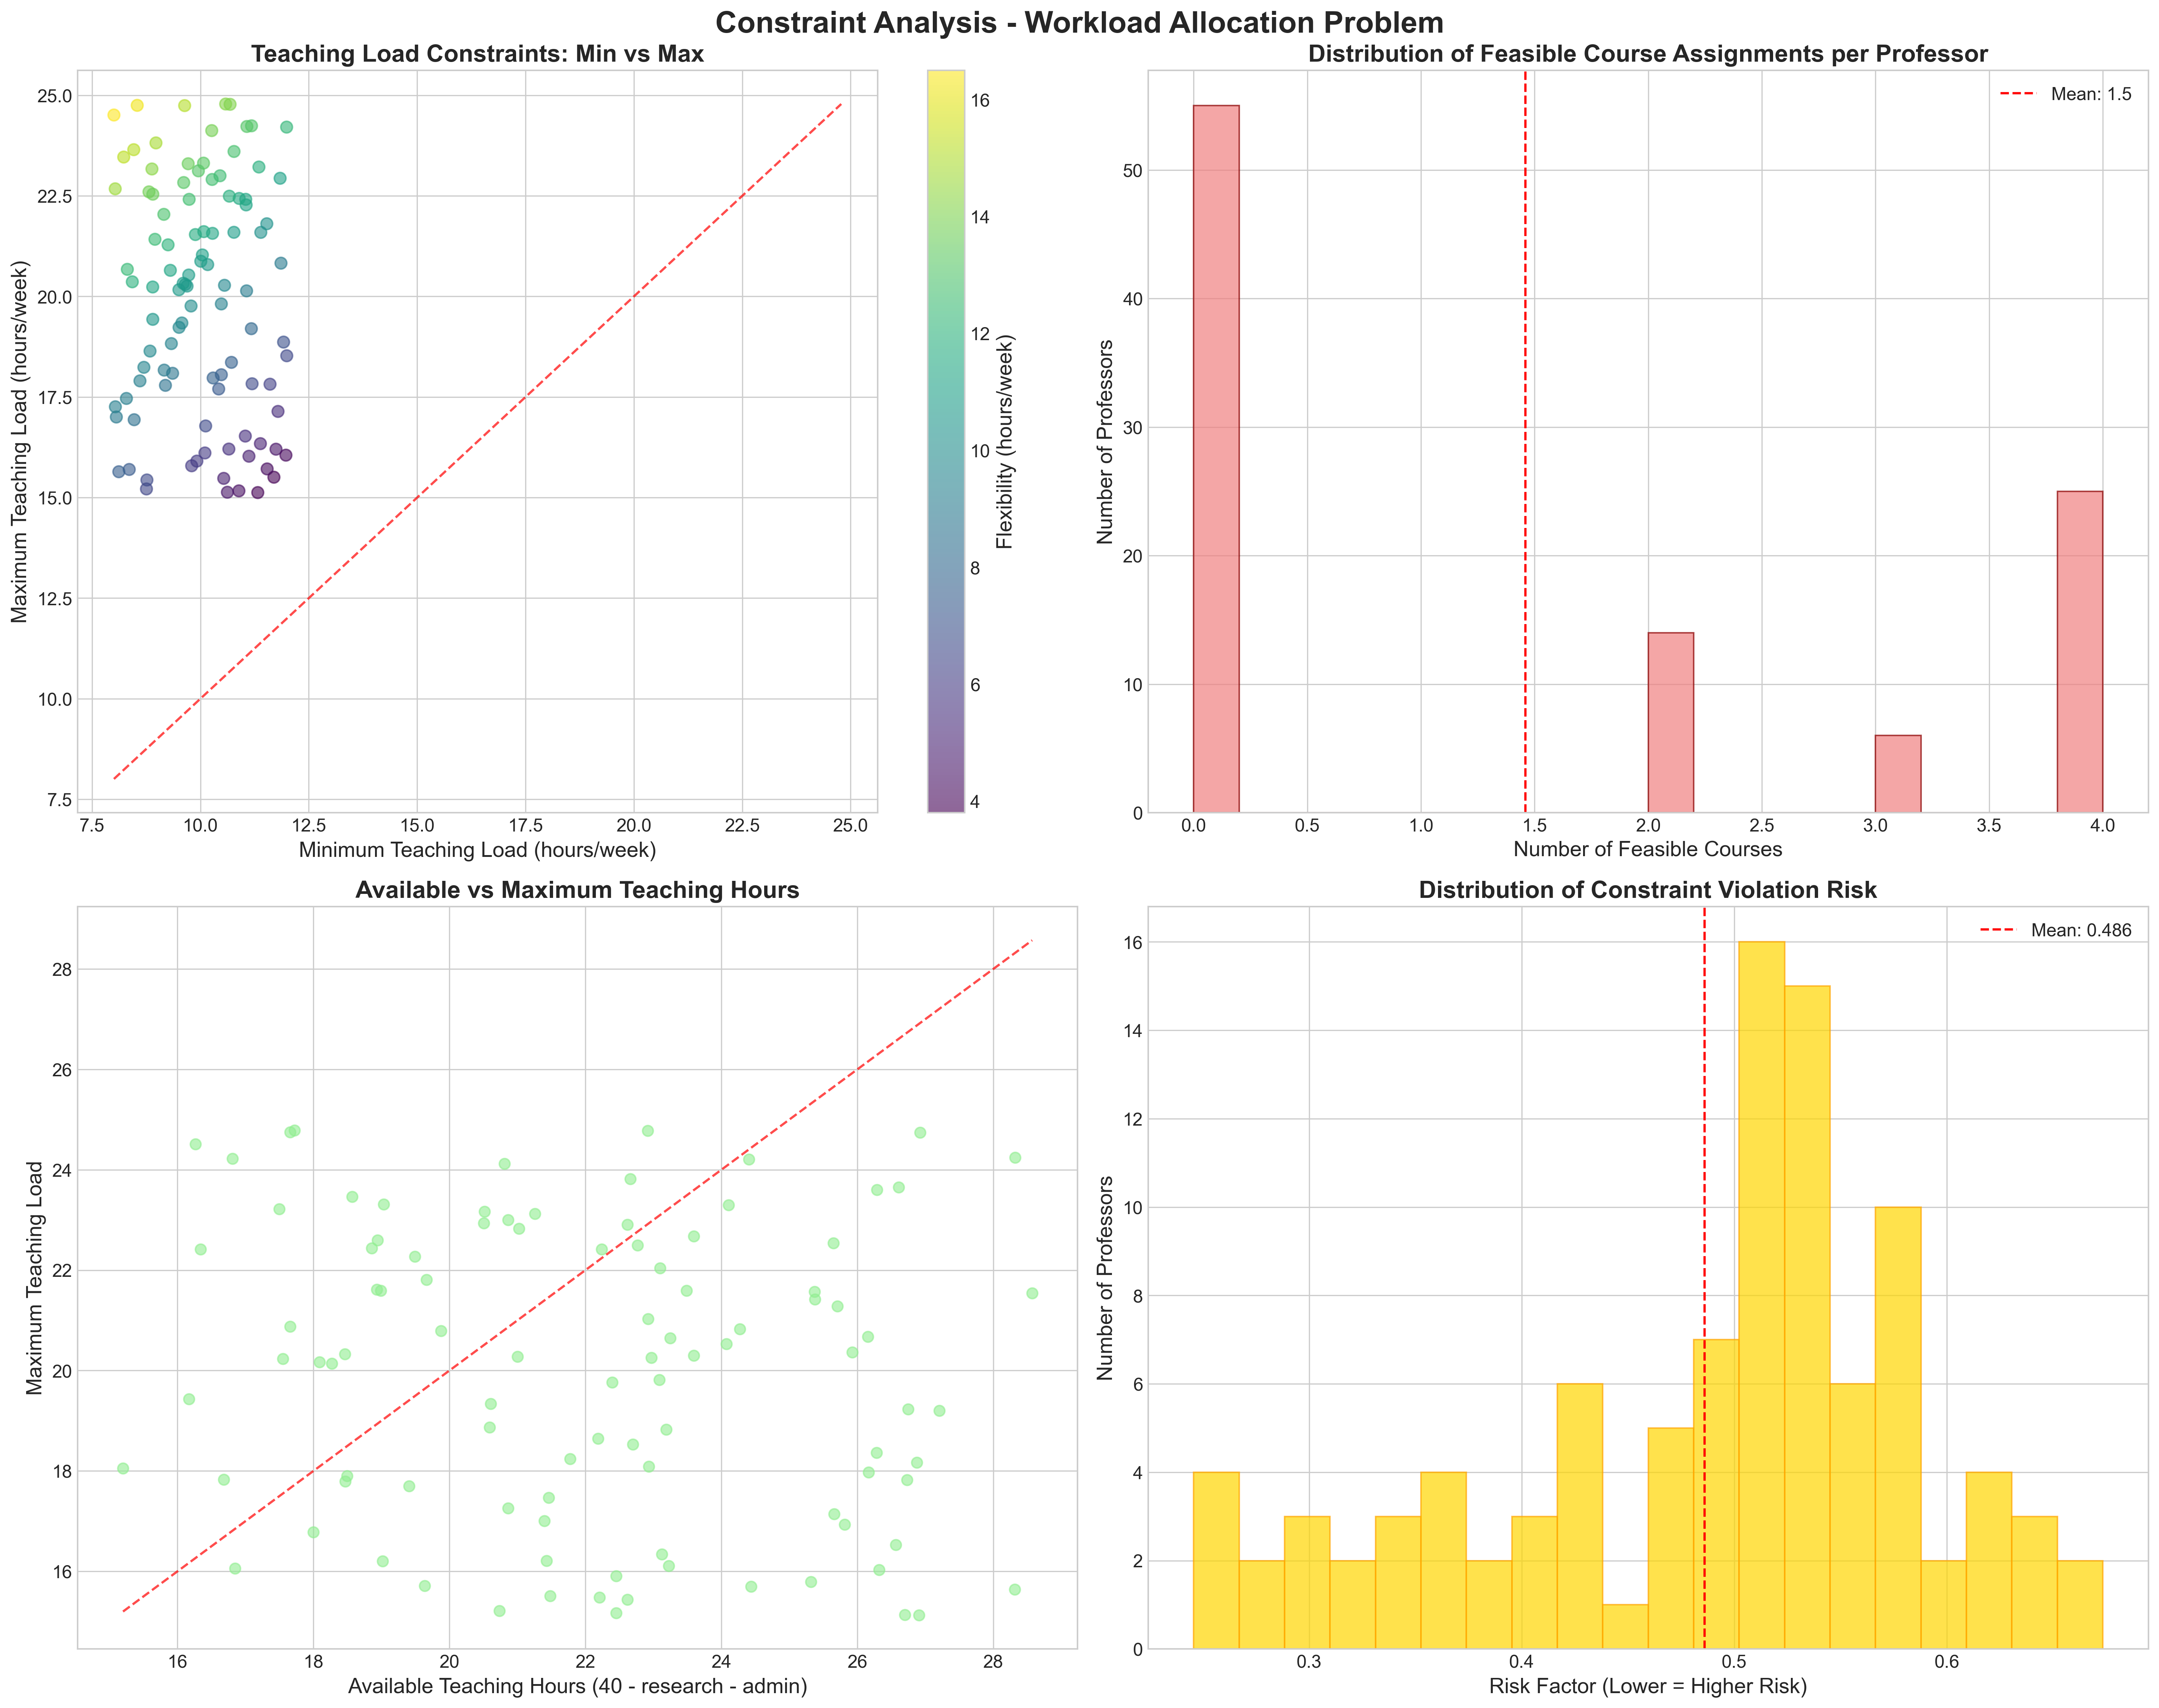 Constraint Analysis - Workload Allocation Problem
Teaching Load Constraints: Min vs Max
25.0
22.5
20.0
17.5
15.0
12.5
10.0
7.5
Maximum Teaching Load (hours/week)
7.5 10.0 12.5 15.0 17.5 20.0 22.5 25.0
Minimum Teaching Load (hours/week)
16
14
12
10
8
6
4
Flexibility (hours/week)
Distribution of Feasible Course Assignments per Professor
Mean: 1.5
50
40
30
20
10
0
Number of Professors
0.0 0.5 1.0 1.5 2.0 2.5 3.0 3.5 4.0
Number of Feasible Courses
Available vs Maximum Teaching Hours
28
26
24
22
20
18
16
Maximum Teaching Load
16 18 20 22 24 26 28
Available Teaching Hours (40 - research - admin)
Distribution of Constraint Violation Risk
Mean: 0.486
16
14
12
10
8
6
4
2
0
Number of Professors
0.3 0.4 0.5 0.6
Risk Factor (Lower = Higher Risk)